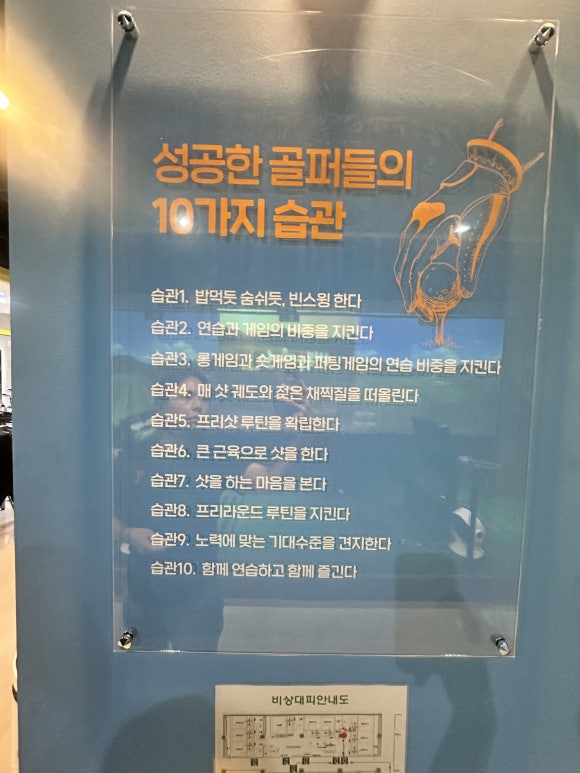 성공한 골퍼들의
10가지 습관
습관1. 밥먹듯 숨쉬듯, 빈스윙 한다
습관2. 연습과 게임의 비중을 지킨다
습관3. 롱게임과 숏게임과 퍼팅게임의 연습 비중을 지킨다
습관4. 매 샷 궤도와 젖은 채찍질을 떠올린다
습관5. 프리샷 루틴을 확립한다
습관6. 큰 근육으로 샷을 한다
습관7. 샷을 하는 마음을 본다
습관8. 프리라운드 루틴을 지킨다
습관9. 노력에 맞는 기대수준을 견지한다
습관10. 함께 연습하고 함께 즐긴다
비상대피안내도